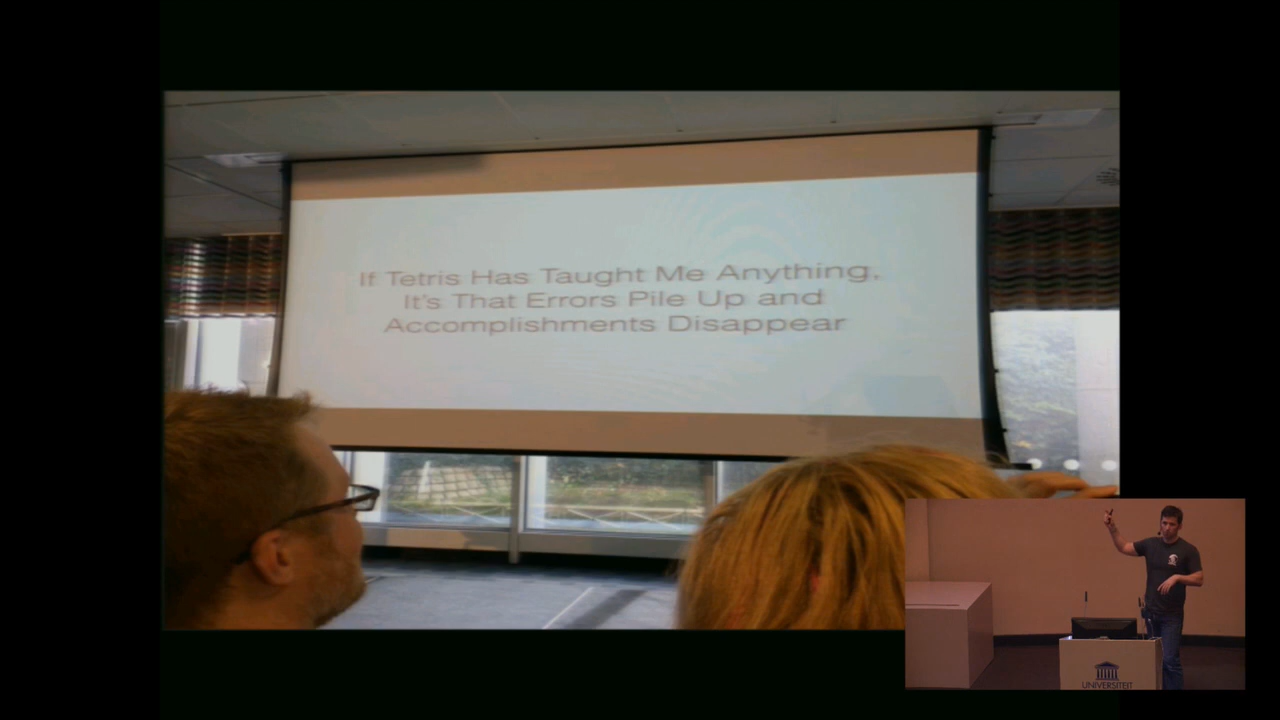 If Tetris Has Taught Me Anything,
It's That Errors Pile Up and
Accomplishments Disappear
UNIVERSITEIT